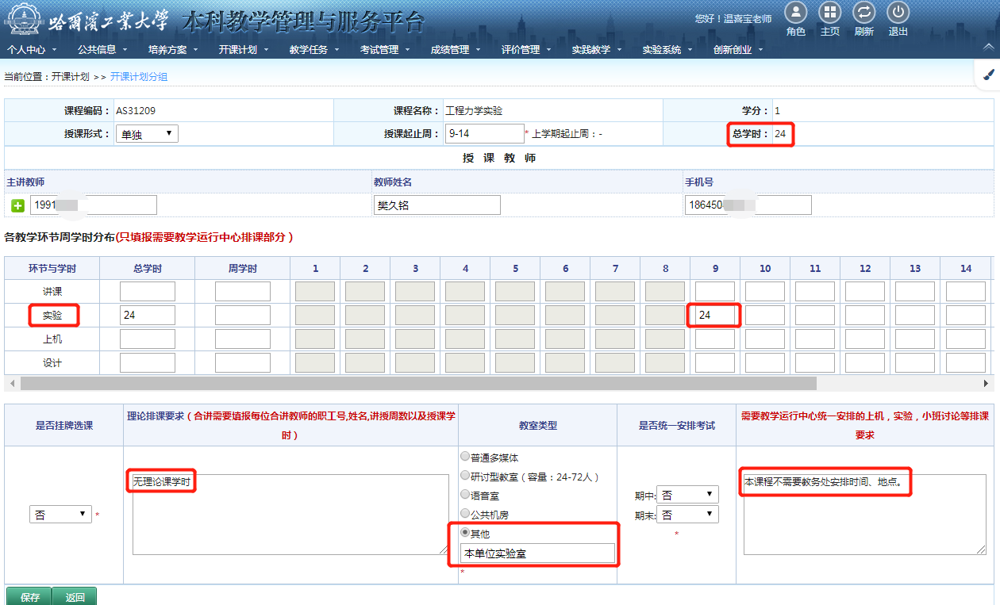 哈尔滨工业大学 本科教学管理与服务平台
您好！温喜宝老师 角色 主页 刷新 退出
个人中心 公共信息 培养方案 开课计划 教学任务 考试管理 成绩管理 评价管理 实践教学 实验系统 创新创业
当前位置：开课计划 >> 开课计划分组
课程编码： AS31209 课程名称： 工程力学实验 学分： 1
授课形式： 单独 授课起止周： 9-14 * 上学期起止周：- 总学时： 24
授 课 教 师
主讲教师 教师姓名 手机号
1991 樊久铭 186450
各教学环节周学时分布(只填报需要教学运行中心排课部分）
环节与学时 总学时 周学时 1 2 3 4 5 6 7 8 9 10 11 12 13 14
讲课
实验 24 24
上机
设计
是否挂牌选课 理论排课要求（合讲需要填报每位合讲教师的职工号,姓名,讲授周数以及授课学时） 教室类型 是否统一安排考试 需要教学运行中心统一安排的上机，实验，小班讨论等排课要求
否 *
无理论课学时
普通多媒体
研讨型教室（容量：24-72人）
语音室
公共机房
其他
本单位实验室
*
期中: 否
期末: 否
*
本课程不需要教务处安排时间、地点。
保存 返回